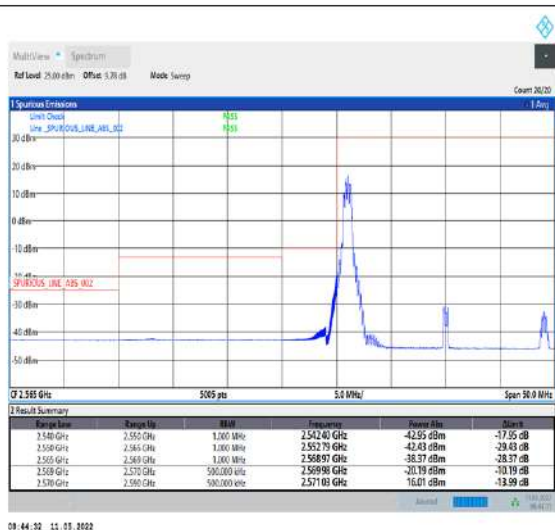 MultiView Spectrum
Ref Level 25.00 dBm Offset 9.78 dB Mode Sweep
Count 20/20
1 Spurious Emissions 1 Avg
Limit Check PASS
Line _SPURIOUS_LINE_ABS_002 PASS
30 dBm
20 dBm
10 dBm
0 dBm
-10 dBm
-20 dBm
SPURIOUS_LINE_ABS_002
-30 dBm
-40 dBm
-50 dBm
CF 2.565 GHz 5005 pts 5.0 MHz/ Span 50.0 MHz
2 Result Summary
Range Low Range Up RBW Frequency Power Abs ΔLimit
2.540 GHz 2.550 GHz 1.000 MHz 2.54240 GHz -42.95 dBm -17.95 dB
2.550 GHz 2.565 GHz 1.000 MHz 2.55279 GHz -42.43 dBm -29.43 dB
2.565 GHz 2.569 GHz 1.000 MHz 2.56897 GHz -38.37 dBm -28.37 dB
2.569 GHz 2.570 GHz 500.000 kHz 2.56998 GHz -20.19 dBm -10.19 dB
2.570 GHz 2.590 GHz 500.000 kHz 2.57103 GHz 16.01 dBm -13.99 dB
09:44:32 11.03.2022